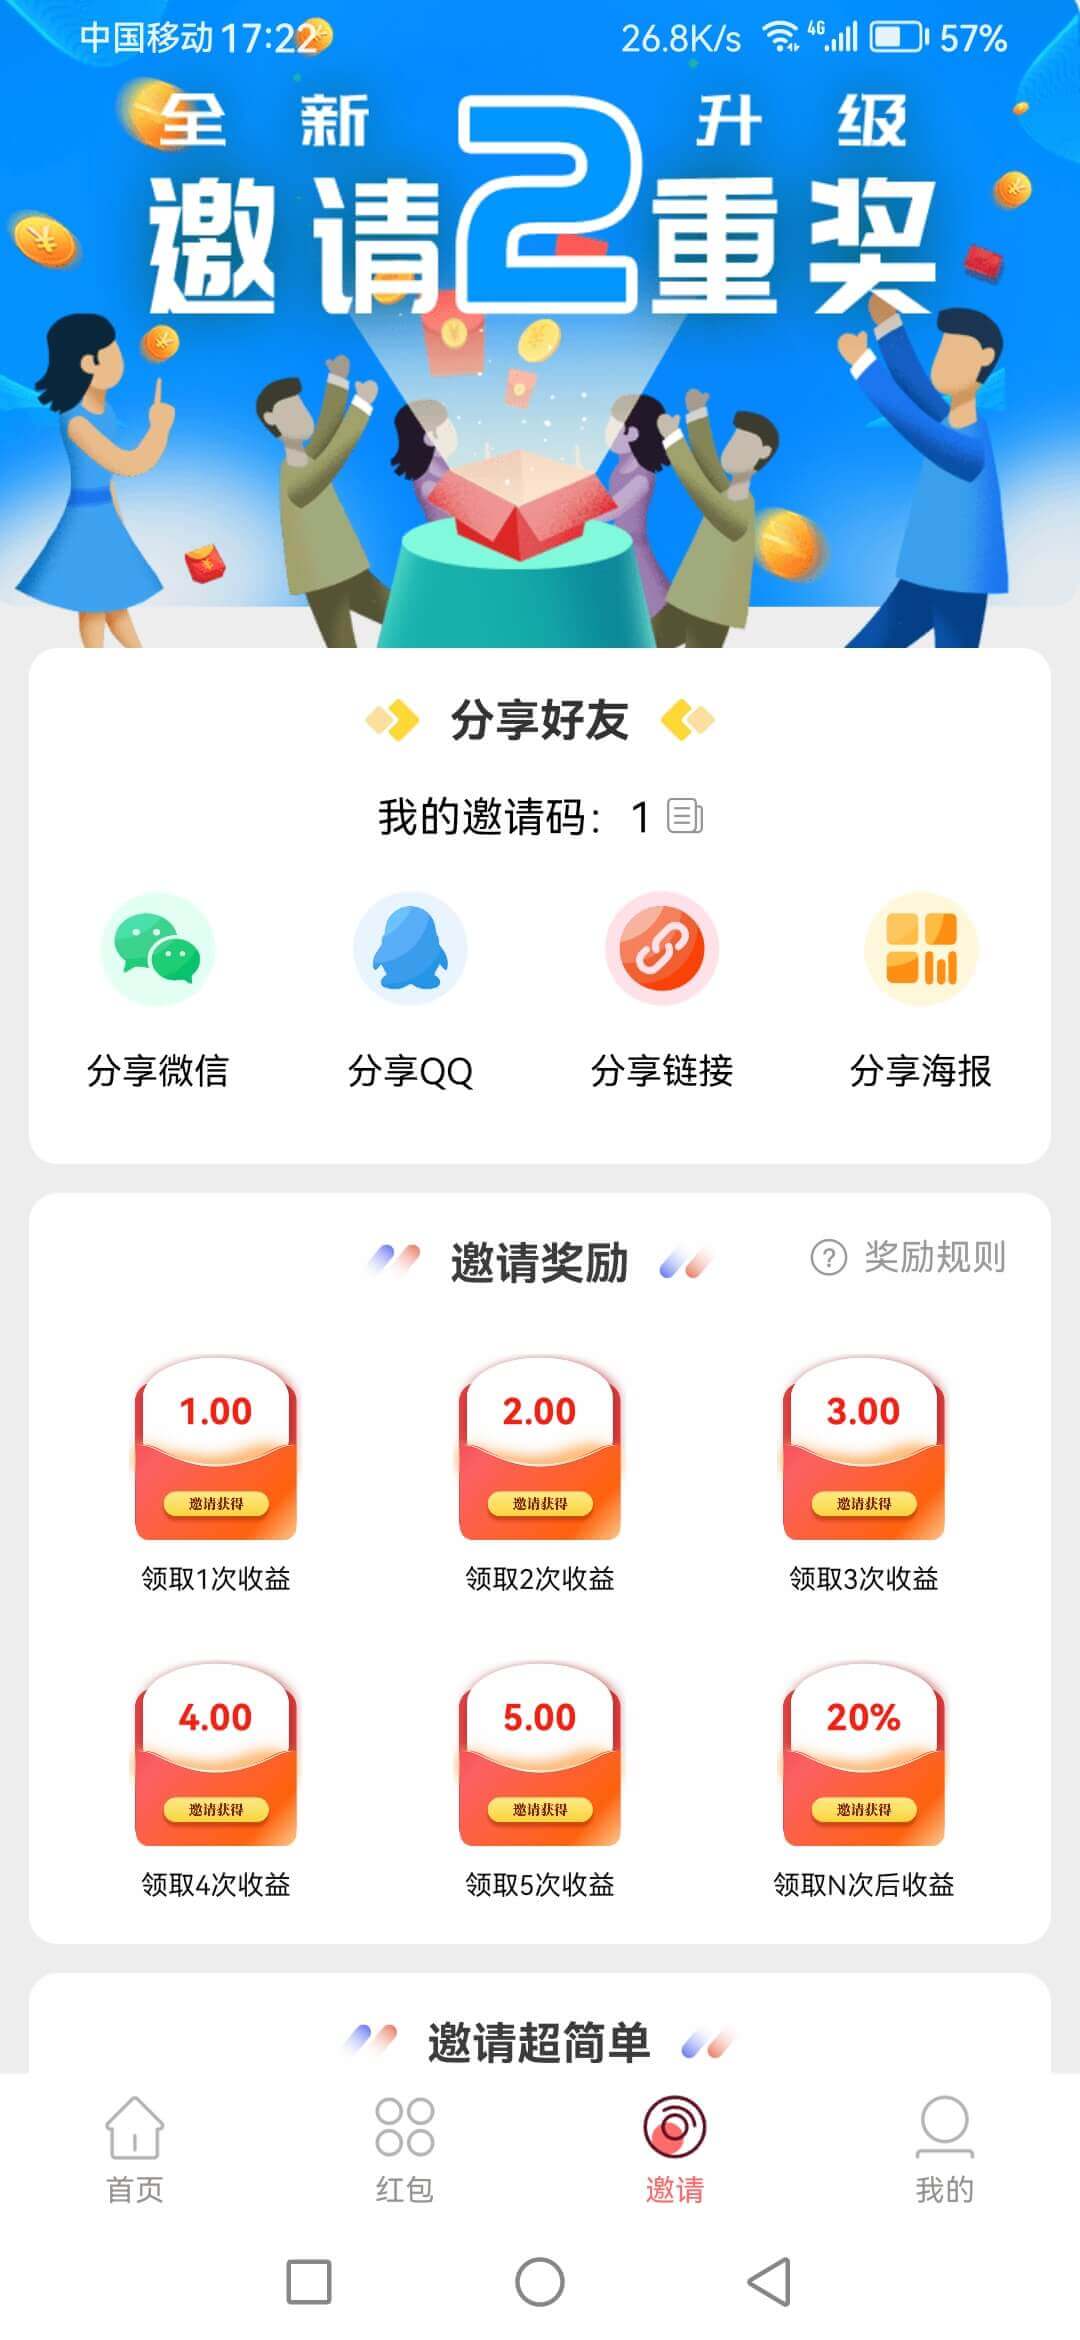 中国移动 17:22 26.8K/s 4G 57%
全新升级
邀请2重奖
分享好友
我的邀请码：1
分享微信 分享QQ 分享链接 分享海报
邀请奖励 ? 奖励规则
1.00 2.00 3.00
邀请获得 邀请获得 邀请获得
领取1次收益 领取2次收益 领取3次收益
4.00 5.00 20%
邀请获得 邀请获得 邀请获得
领取4次收益 领取5次收益 领取N次后收益
邀请超简单
首页 红包 邀请 我的